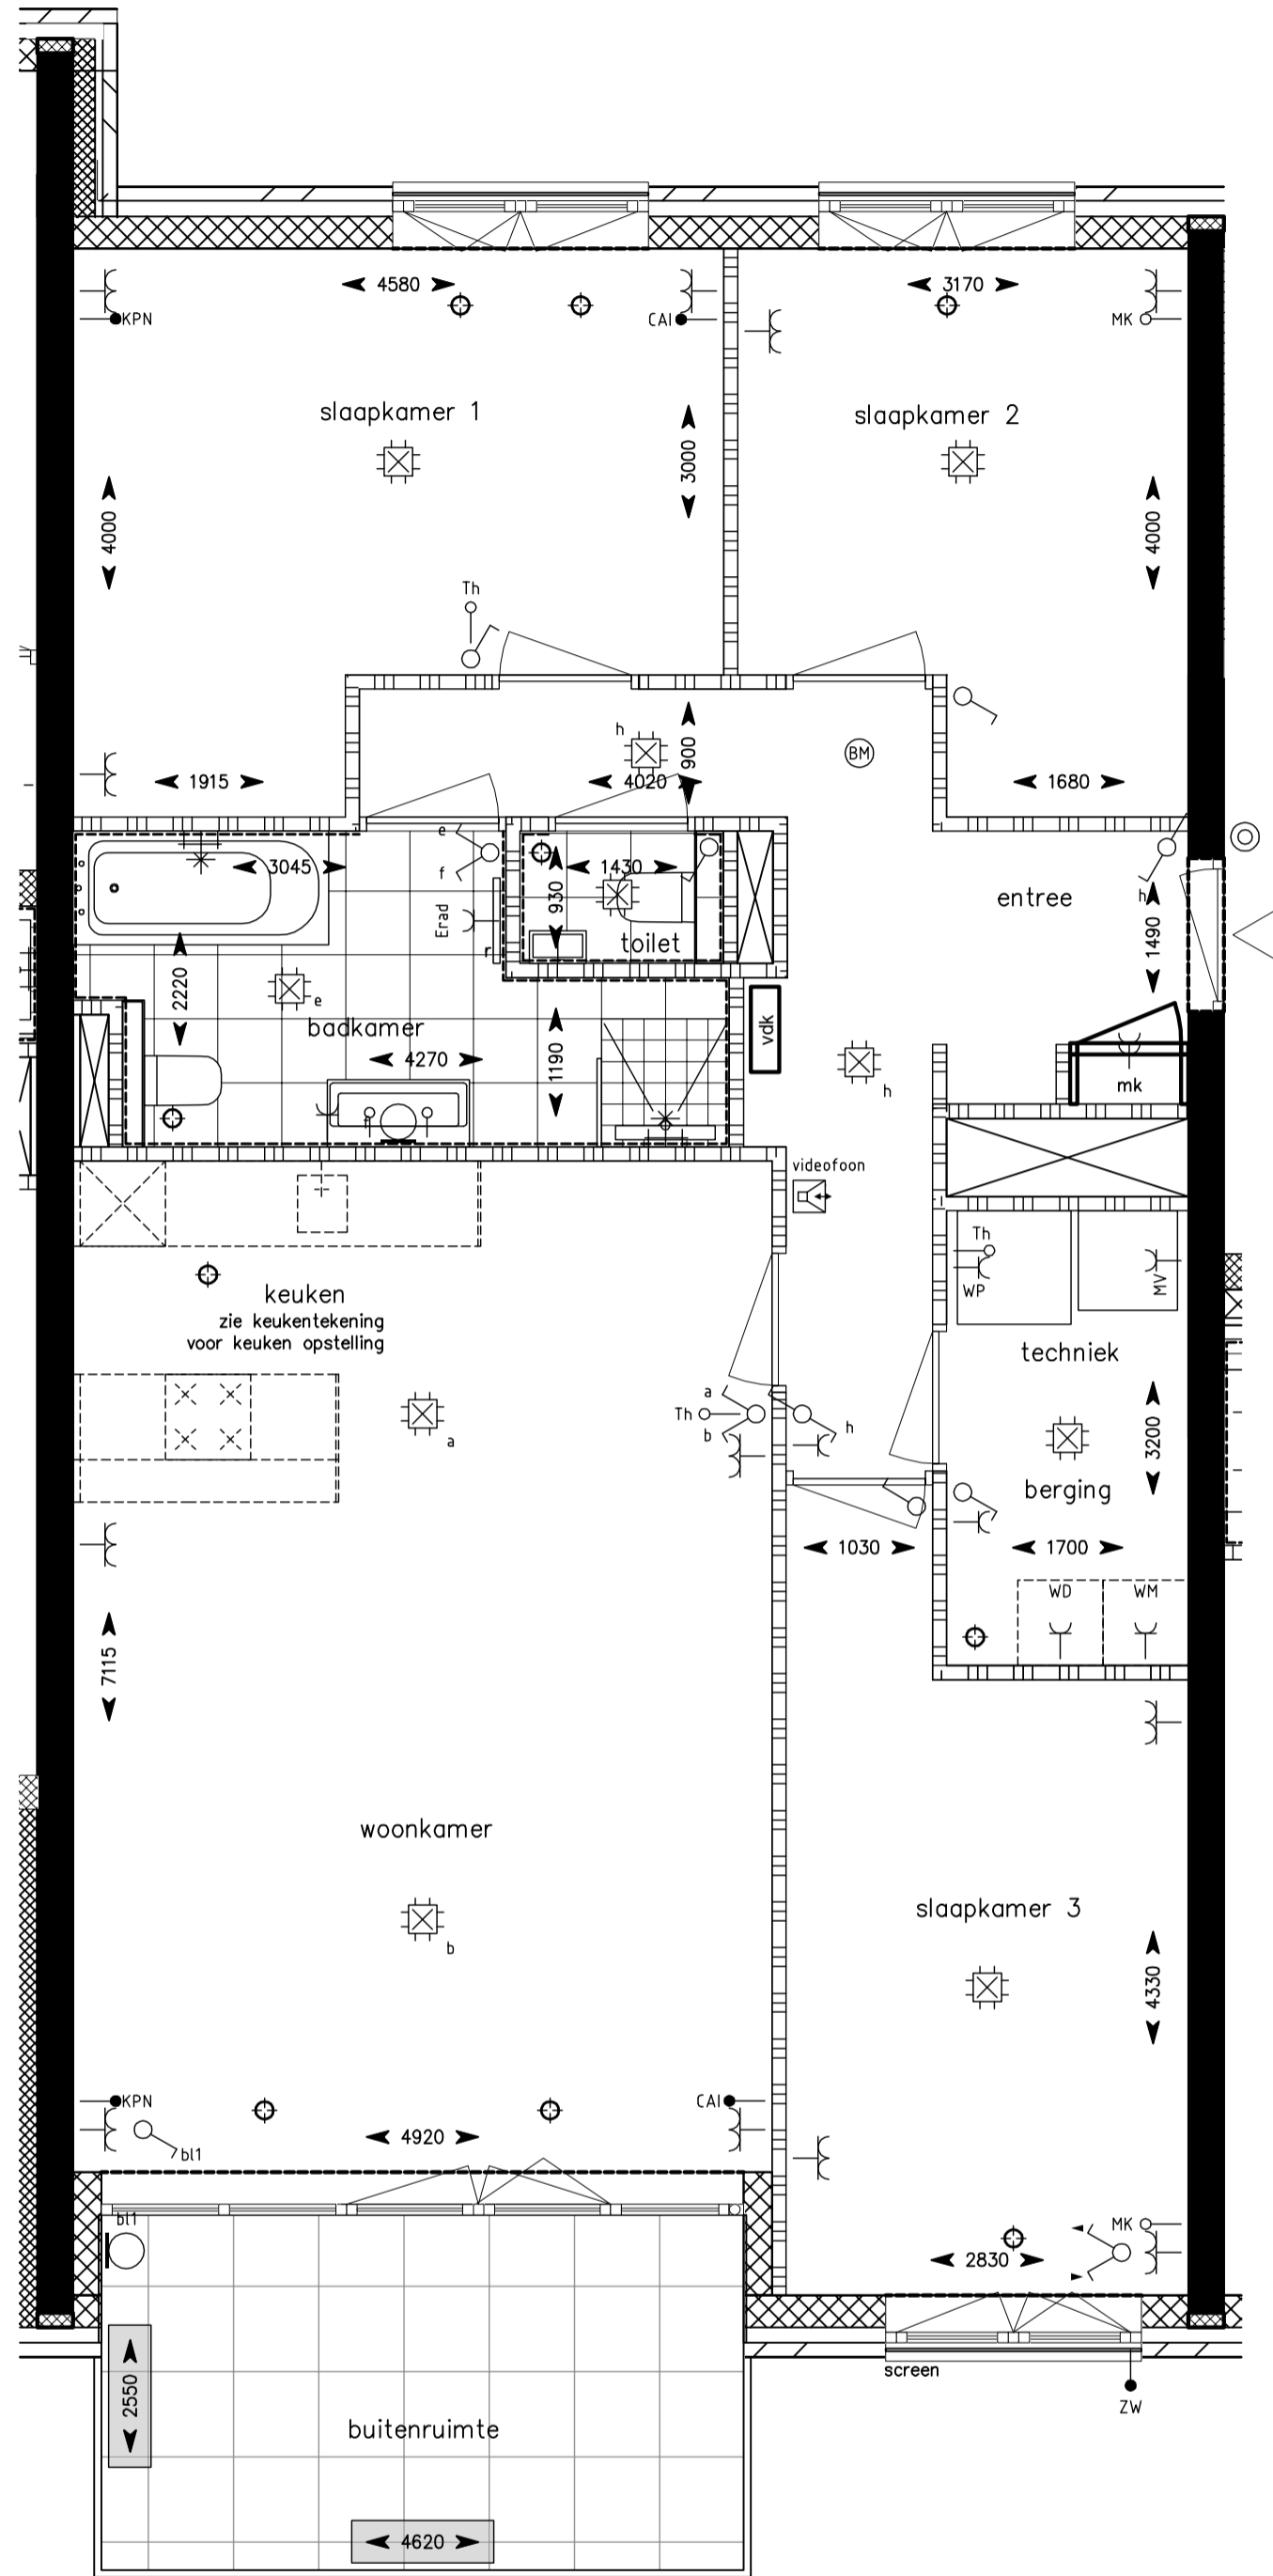 4580
3170
KPN
CAI
MK
slaapkamer 1
slaapkamer 2
3000
4000
4000
Th
h
900
BM
1915
4020
1680
e
f
3045
1430
930
h
entree
Erad
r
toilet
1490
2220
e
badkamer
4270
1190
vdk
h
mk
f
videofoon
Th
WP
MV
keuken
zie keukentekening
voor keuken opstelling
techniek
a
a
Th
b
h
3200
berging
1030
1700
WD
WM
7115
woonkamer
b
slaapkamer 3
4330
KPN
CAI
bl1
4920
bl1
MK
2830
screen
ZW
2550
buitenruimte
4620